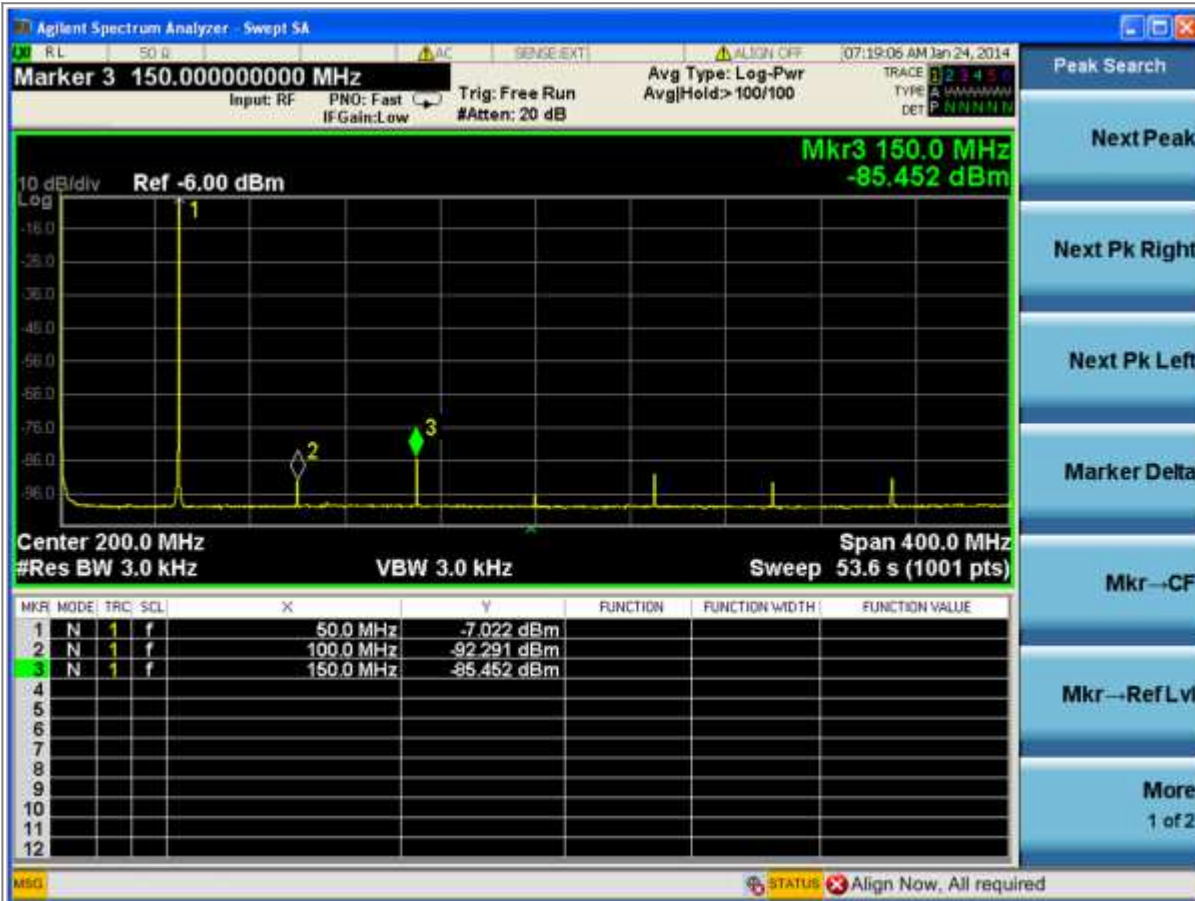 Agilent Spectrum Analyzer - Swept SA
RL 50 Ω AC SENSE:EXT ALIGN OFF 07:19:06 AM Jan 24, 2014
Marker 3 150.000000000 MHz
Input: RF PNO: Fast IFGain:Low
Trig: Free Run #Atten: 20 dB
Avg Type: Log-Pwr Avg|Hold:> 100/100
TRACE 1 2 3 4 5 6
TYPE A WWWWW
DET P N N N N N
Peak Search
Mkr3 150.0 MHz
-85.452 dBm
10 dB/div Ref -6.00 dBm
Log
1
-16.0
-26.0
-36.0
-46.0
-56.0
-66.0
-76.0
3
2
-86.0
-96.0
Center 200.0 MHz Span 400.0 MHz
#Res BW 3.0 kHz VBW 3.0 kHz Sweep 53.6 s (1001 pts)
MKR MODE TRC SCL X Y FUNCTION FUNCTION WIDTH FUNCTION VALUE
1 N 1 f 50.0 MHz -7.022 dBm
2 N 1 f 100.0 MHz -92.291 dBm
3 N 1 f 150.0 MHz -85.452 dBm
4
5
6
7
8
9
10
11
12
Next Peak
Next Pk Right
Next Pk Left
Marker Delta
Mkr→CF
Mkr→Ref Lvl
More
1 of 2
MSG STATUS Align Now, All required